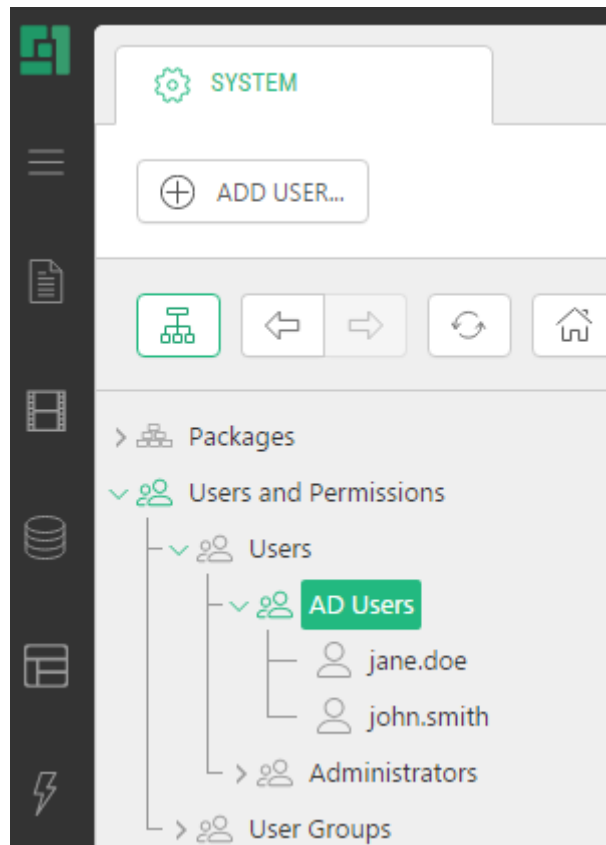 SYSTEM
ADD USER...
Packages
Users and Permissions
Users
AD Users
jane.doe
john.smith
Administrators
User Groups